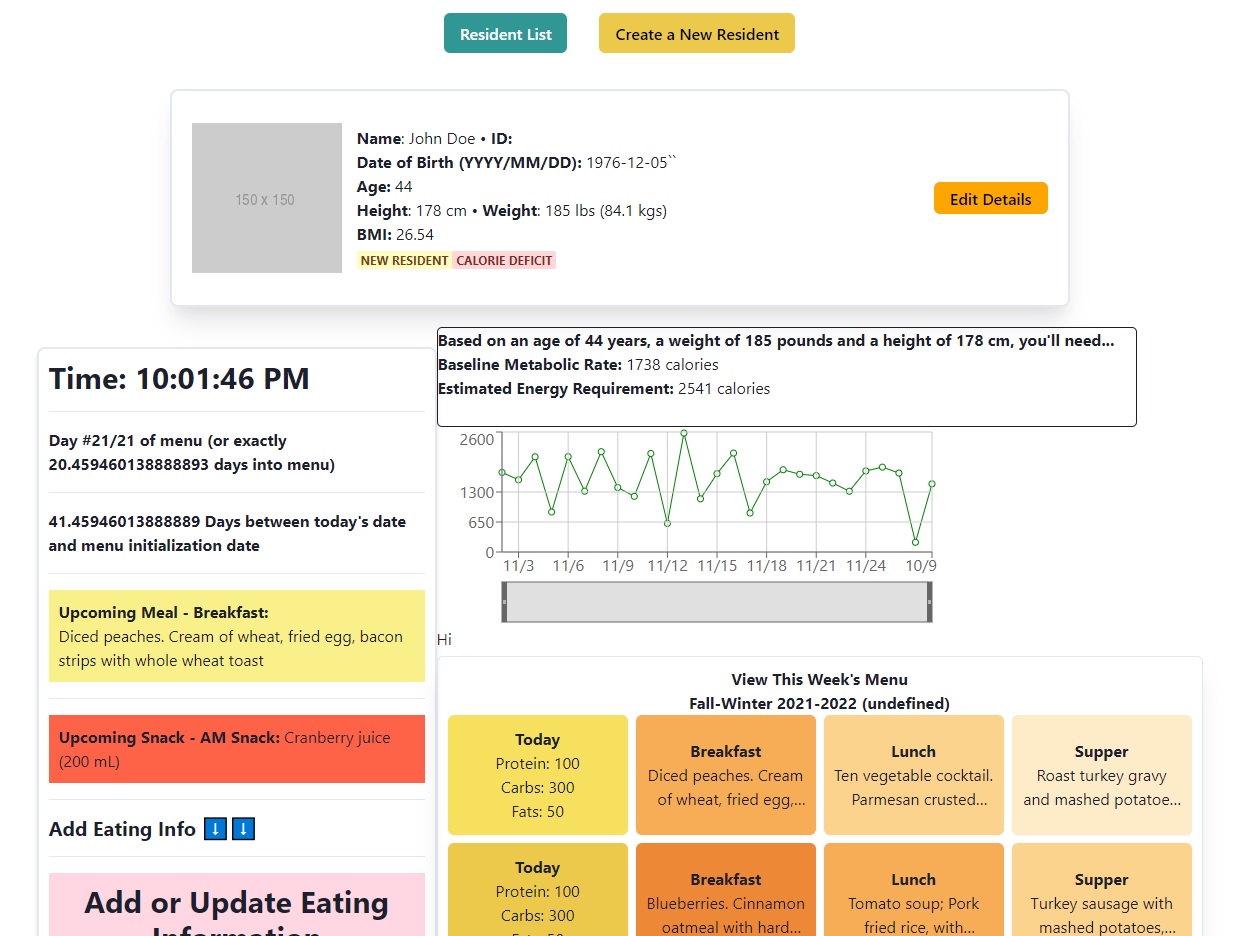 Resident List
Create a New Resident
150 x 150
Name: John Doe • ID:
Date of Birth (YYYY/MM/DD): 1976-12-05``
Age: 44
Height: 178 cm • Weight: 185 lbs (84.1 kgs)
BMI: 26.54
NEW RESIDENT CALORIE DEFICIT
Edit Details
Time: 10:01:46 PM
Day #21/21 of menu (or exactly
20.459460138888893 days into menu)
41.45946013888889 Days between today's date
and menu initialization date
Upcoming Meal - Breakfast:
Diced peaches. Cream of wheat, fried egg, bacon
strips with whole wheat toast
Upcoming Snack - AM Snack: Cranberry juice
(200 mL)
Add Eating Info ⬇ ⬇
Add or Update Eating
Information
Based on an age of 44 years, a weight of 185 pounds and a height of 178 cm, you'll need...
Baseline Metabolic Rate: 1738 calories
Estimated Energy Requirement: 2541 calories
2600
1300
650
0
11/3 11/6 11/9 11/12 11/15 11/18 11/21 11/24 10/9
Hi
View This Week's Menu
Fall-Winter 2021-2022 (undefined)
Today
Protein: 100
Carbs: 300
Fats: 50
Breakfast
Diced peaches. Cream
of wheat, fried egg,...
Lunch
Ten vegetable cocktail.
Parmesan crusted...
Supper
Roast turkey gravy
and mashed potatoe...
Today
Protein: 100
Carbs: 300
Fats: 50
Breakfast
Blueberries. Cinnamon
oatmeal with hard...
Lunch
Tomato soup; Pork
fried rice, with...
Supper
Turkey sausage with
mashed potatoes,...